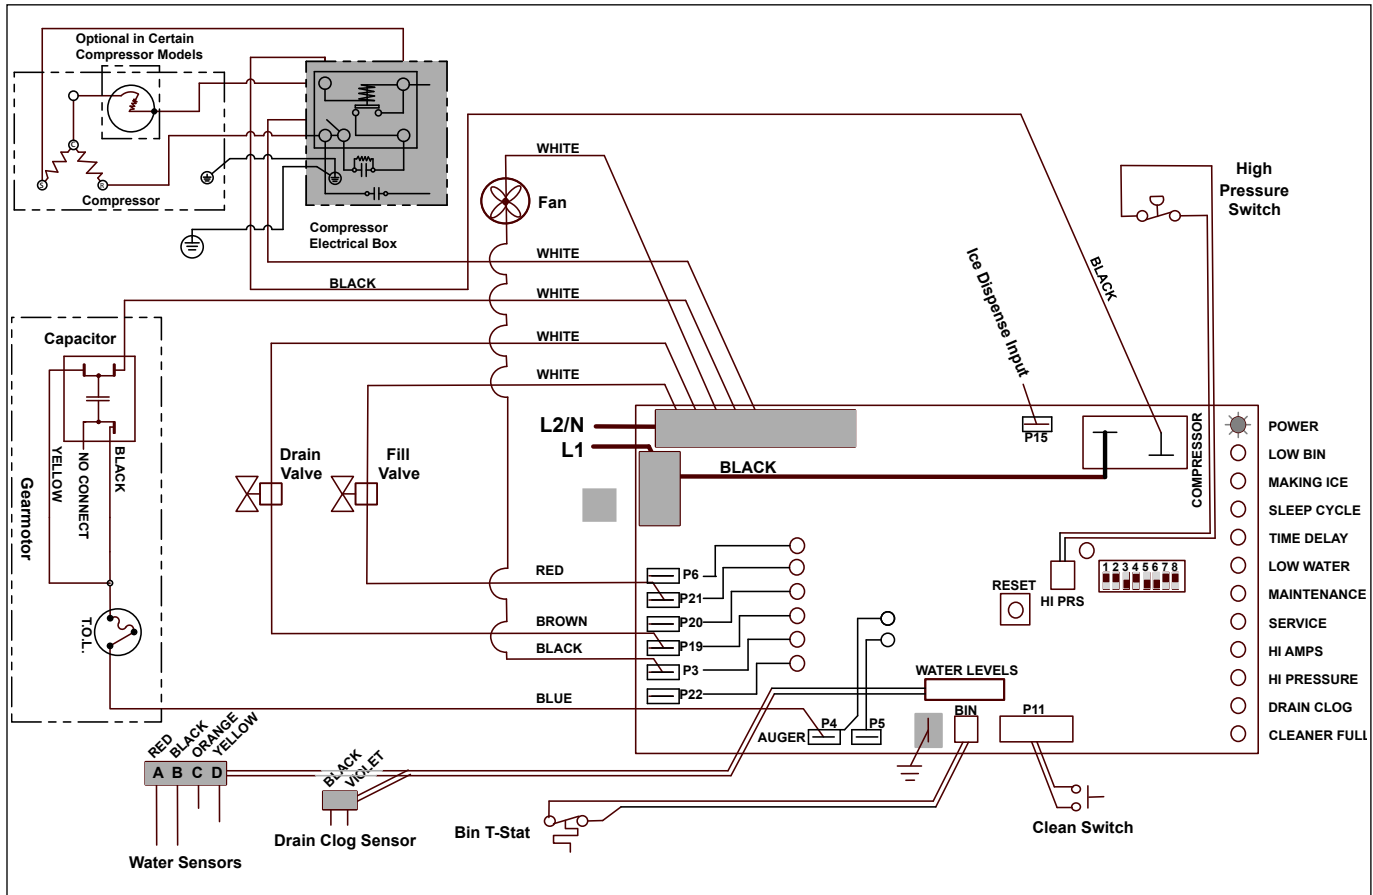 Optional in Certain
Compressor Models
C
S
R
Compressor
Compressor
Electrical Box
WHITE
Fan
WHITE
BLACK
WHITE
WHITE
WHITE
High
Pressure
Switch
BLACK
Ice Dispense Input
Capacitor
YELLOW
NO CONNECT
BLACK
Gearmotor
T.O.L.
Drain
Valve
Fill
Valve
L2/N
L1
BLACK
P15
COMPRESSOR
POWER
LOW BIN
MAKING ICE
SLEEP CYCLE
TIME DELAY
LOW WATER
MAINTENANCE
SERVICE
HI AMPS
HI PRESSURE
DRAIN CLOG
CLEANER FULL
1 2 3 4 5 6 7 8
RESET
HI PRS
RED
P6
P21
P20
BROWN
P19
BLACK
P3
P22
BLUE
WATER LEVELS
AUGER
P4
P5
BIN
P11
RED
BLACK
ORANGE
YELLOW
A B C D
Water Sensors
BLACK
VIOLET
Drain Clog Sensor
Bin T-Stat
Clean Switch